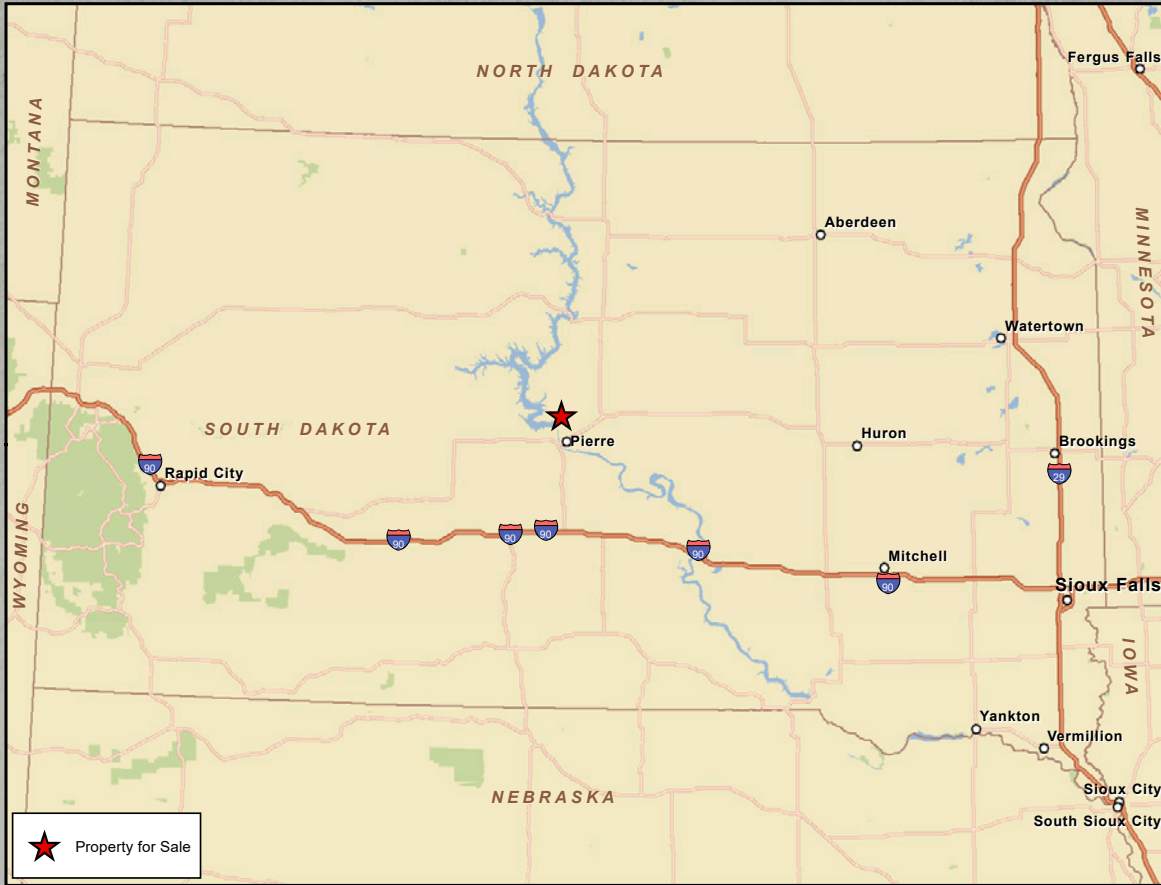 Fergus Falls
NORTH DAKOTA
MONTANA
MINNESOTA
Aberdeen
Watertown
SOUTH DAKOTA
Pierre
Huron
Brookings
90
Rapid City
29
WYOMING
90
90
90
90
Mitchell
90
Sioux Falls
IOWA
Yankton
Vermillion
NEBRASKA
Sioux City
South Sioux City
Property for Sale